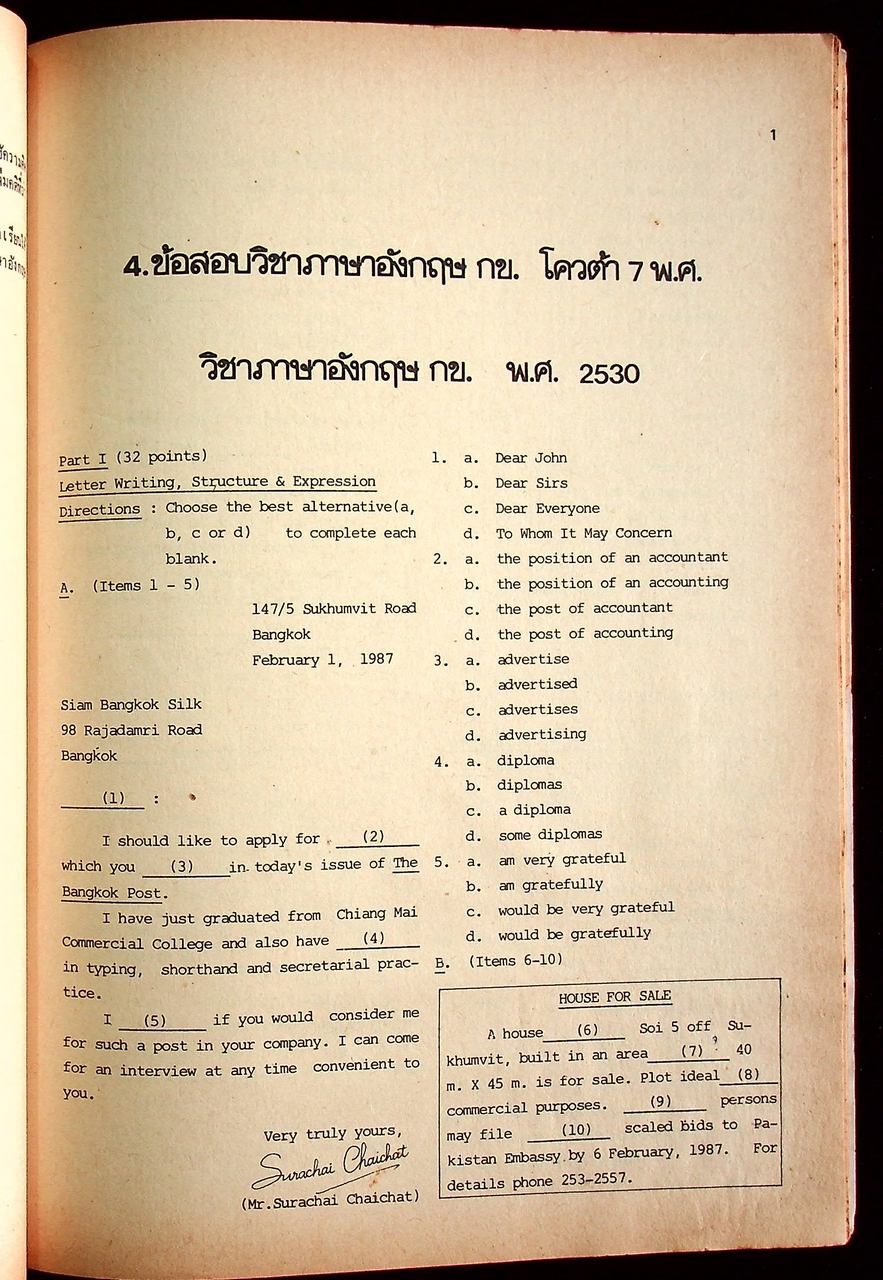 1
4.ข้อสอบวิชาภาษาอังกฤษ กข. โควต้า 7 พ.ศ.
วิชาภาษาอังกฤษ กข. พ.ศ. 2530
Part I (32 points)
Letter Writing, Structure & Expression
Directions : Choose the best alternative(a,
b, c or d) to complete each
blank.
A. (Items 1 - 5)
147/5 Sukhumvit Road
Bangkok
February 1, 1987
Siam Bangkok Silk
98 Rajadamri Road
Bangkok
(1) :
I should like to apply for (2)
which you (3) in today's issue of The
Bangkok Post.
I have just graduated from Chiang Mai
Commercial College and also have (4)
in typing, shorthand and secretarial prac-
tice.
I (5) if you would consider me
for such a post in your company. I can come
for an interview at any time convenient to
you.
Very truly yours,
Surachai Chaichat
(Mr.Surachai Chaichat)
1. a. Dear John
b. Dear Sirs
c. Dear Everyone
d. To Whom It May Concern
2. a. the position of an accountant
b. the position of an accounting
c. the post of accountant
d. the post of accounting
3. a. advertise
b. advertised
c. advertises
d. advertising
4. a. diploma
b. diplomas
c. a diploma
d. some diplomas
5. a. am very grateful
b. am gratefully
c. would be very grateful
d. would be gratefully
B. (Items 6-10)
HOUSE FOR SALE
A house (6) Soi 5 off Su-
khumvit, built in an area (7) 40
m. X 45 m. is for sale. Plot ideal (8)
commercial purposes. (9) persons
may file (10) scaled bids to Pa-
kistan Embassy by 6 February, 1987. For
details phone 253-2557.